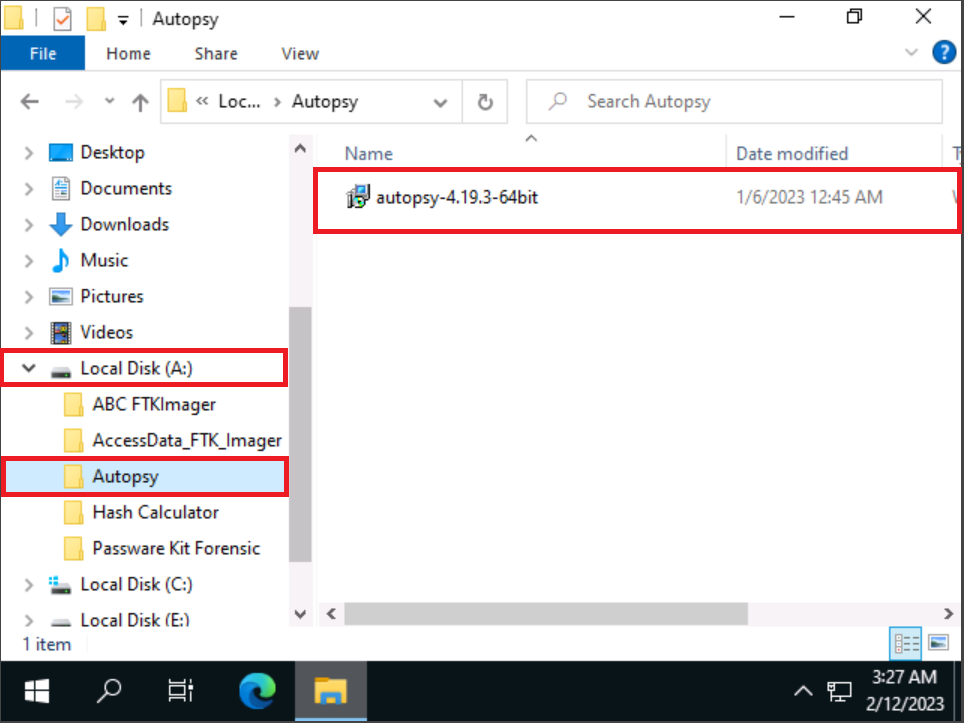 Autopsy
File Home Share View
« Loc... › Autopsy Search Autopsy
Name Date modified
autopsy-4.19.3-64bit 1/6/2023 12:45 AM
Desktop
Documents
Downloads
Music
Pictures
Videos
Local Disk (A:)
ABC FTKImager
AccessData_FTK_Imager
Autopsy
Hash Calculator
Passware Kit Forensic
Local Disk (C:)
Local Disk (E:)
1 item
3:27 AM
2/12/2023